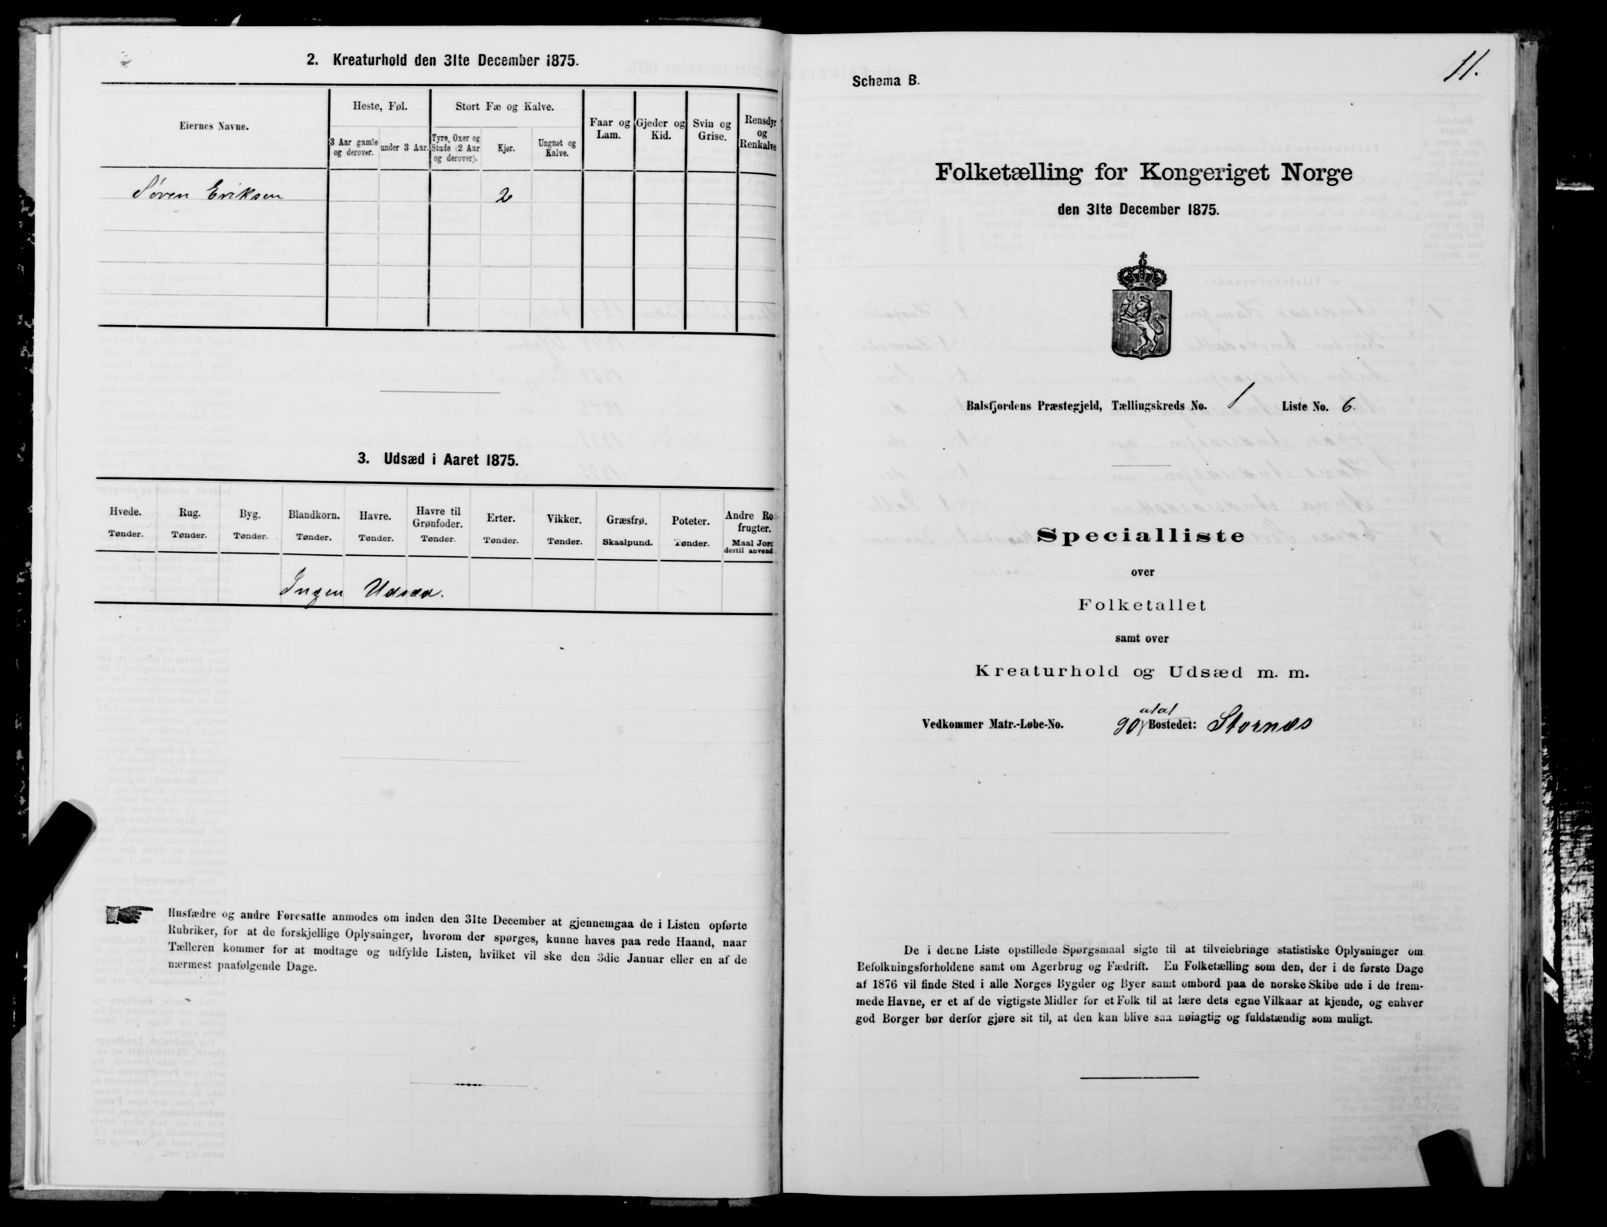 2. Kreaturhold den 31te December 1875.
Eiernes Navne.
Heste, Føl.
Stort Fæ og Kalve.
Faar og Lam.
Gjeder og Kid.
Svin og Grise.
Rensdyr og Renkalve
3 Aar gamle og derover.
under 3 Aar.
Tyre, Oxer og Stude (2 Aar og derover).
Kjør.
Ungnøt og Kalve.
Søren Eriksen 2
3. Udsæd i Aaret 1875.
Hvede. Rug. Byg. Blandkorn. Havre. Havre til Grønfoder. Erter. Vikker. Græsfrø. Poteter. Andre Ro frugter.
Tønder. Tønder. Tønder. Tønder. Tønder. Tønder. Tønder. Tønder. Skaalpund. Tønder. Maal Jord dertil anvend
Ingen Udsæd.
Husfædre og andre Foresatte anmodes om inden den 31te December at gjennemgaa de i Listen opførte
Rubriker, for at de forskjellige Oplysninger, hvorom der spørges, kunne haves paa rede Haand, naar
Tælleren kommer for at modtage og udfylde Listen, hvilket vil ske den 3die Januar eller en af de
nærmest paafølgende Dage.
11.
Schema B.
Folketælling for Kongeriget Norge
den 31te December 1875.
Balsfjordens Præstegjeld, Tællingskreds No. 1 Liste No. 6.
Specialliste
over
Folketallet
samt over
Kreaturhold og Udsæd m. m.
Vedkommer Matr.-Løbe-No. 90 Bostedet: Stornæs
De i denne Liste opstillede Spørgsmaal sigte til at tilveiebringe statistiske Oplysninger om
Befolkningsforholdene samt om Agerbrug og Fædrift. En Folketælling som den, der i de første Dage
af 1876 vil finde Sted i alle Norges Bygder og Byer samt ombord paa de norske Skibe ude i de frem-
mede Havne, er et af de vigtigste Midler for et Folk til at lære dets egne Vilkaar at kjende, og enhver
god Borger bør derfor gjøre sit til, at den kan blive saa nøiagtig og fuldstændig som muligt.